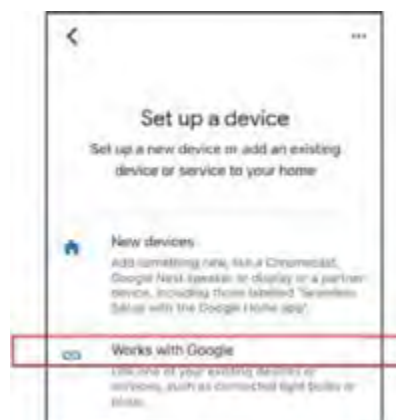 Set up a device
Set up a new device or add an existing
device or service to your home
New devices
Add something new, like a Chromecast,
Google Nest speaker or display or a partner
device, including those labelled "Seamless
Setup with the Google Home app".
Works with Google
Link one of your existing devices or
services, such as connected light bulbs or